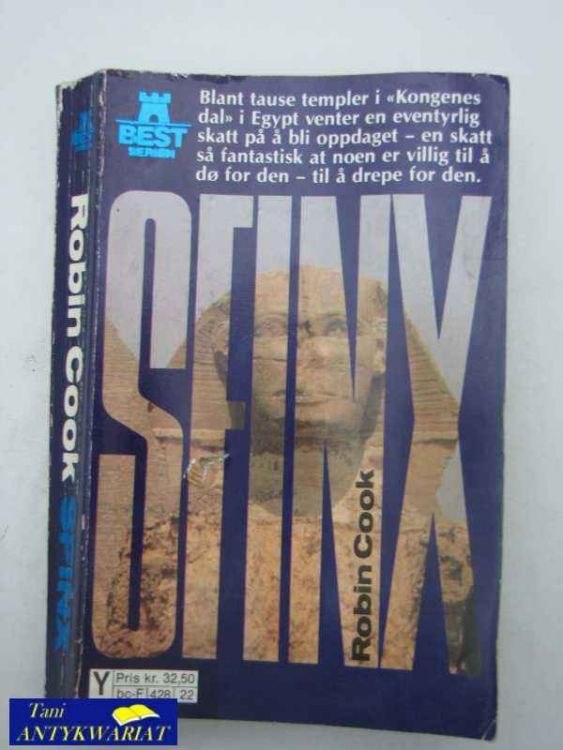 BEST
SERIEN
Blant tause templer i «Kongenes
dal» i Egypt venter en eventyrlig
skatt på å bli oppdaget – en skatt
så fantastisk at noen er villig til å
dø for den – til å drepe for den.
SFINX
Robin Cook
Robin Cook SFINX
Y
Pris kr. 32,50
bc-F 428 22
Tani
ANTYKWARIAT